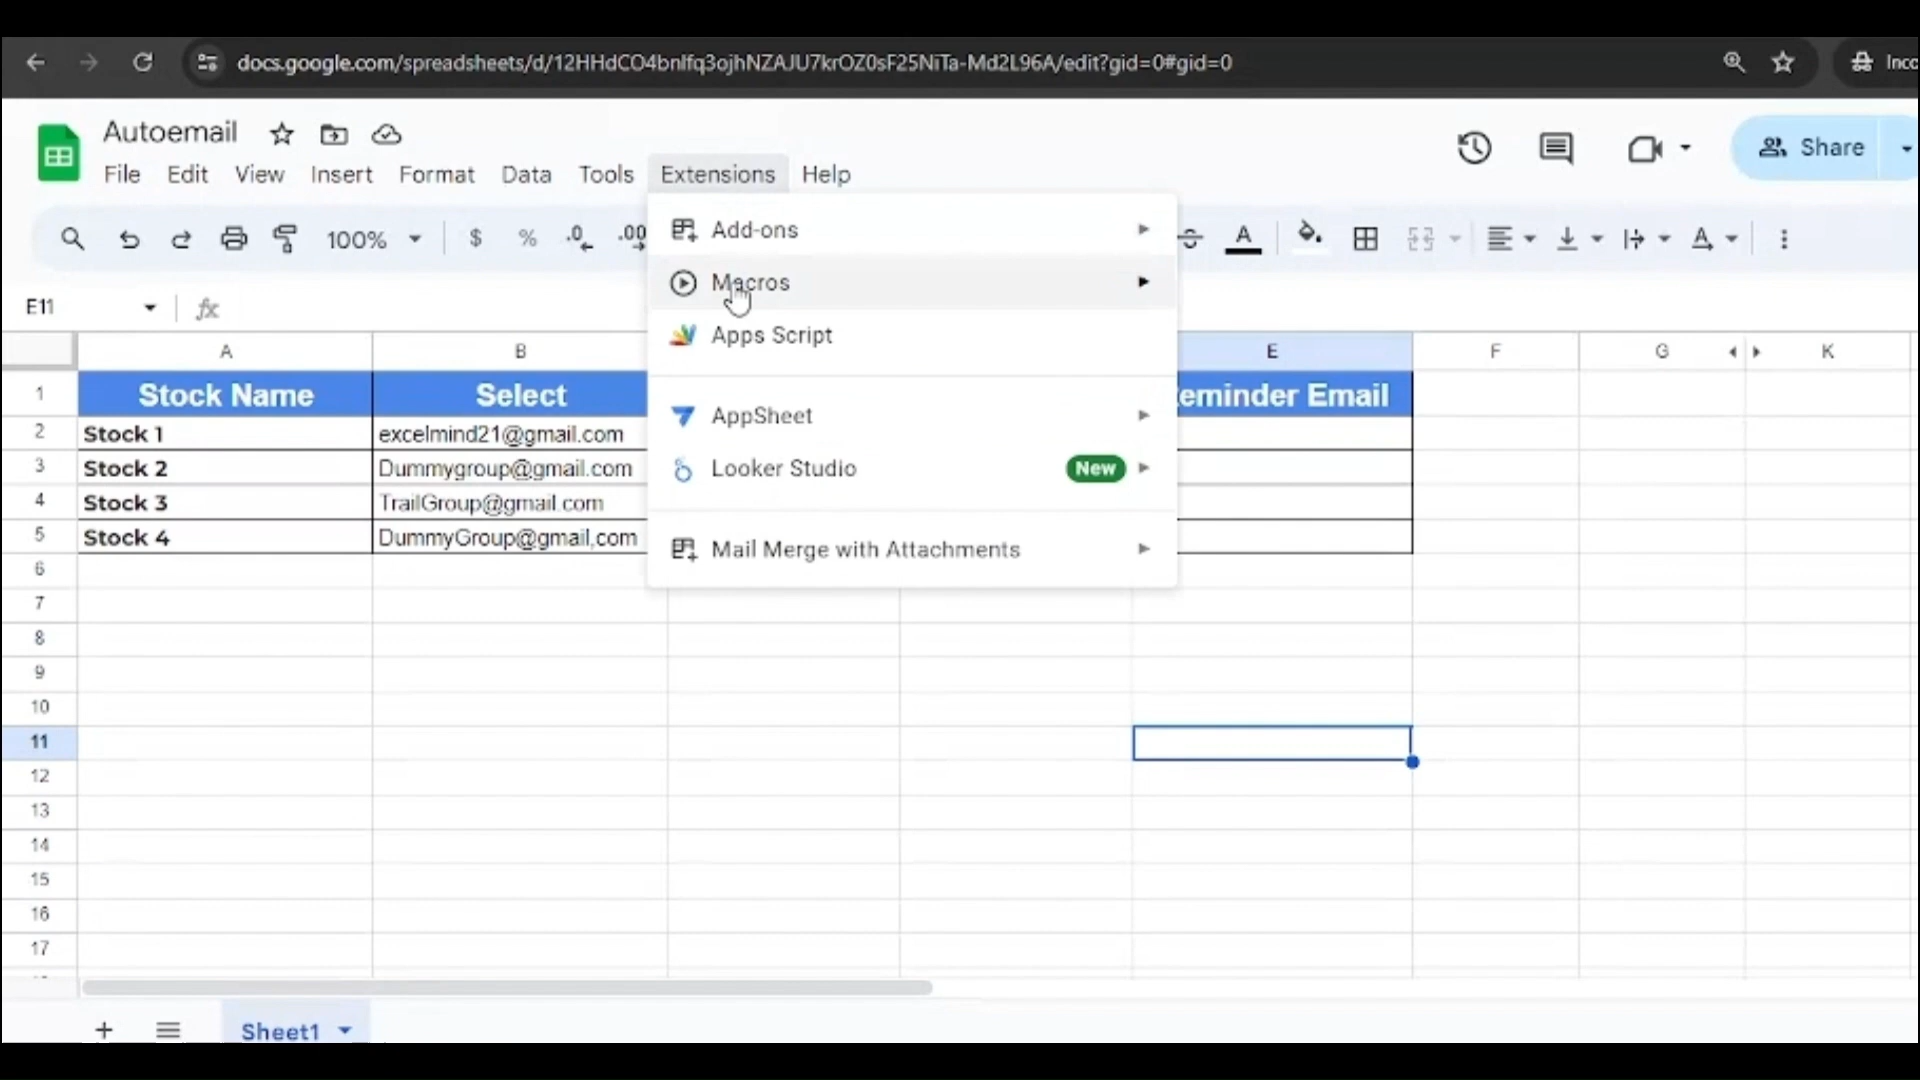 docs.google.com/spreadsheets/d/12HHdCO4bnlfq3ojhNZAJU7krOZ0sF25NiTa-Md2L96A/edit?gid=0#gid=0
Inco
Autoemail
File Edit View Insert Format Data Tools Extensions Help
Share
100% $ % .0 .00 A A
E11 fx
Add-ons
Macros
Apps Script
AppSheet
Looker Studio New
Mail Merge with Attachments
A B E F G K
1 Stock Name Select eminder Email
2 Stock 1 excelmind21@gmail.com
3 Stock 2 Dummygroup@gmail.com
4 Stock 3 TrailGroup@gmail.com
5 Stock 4 DummyGroup@gmail,com
6
7
8
9
10
11
12
13
14
15
16
17
Sheet1